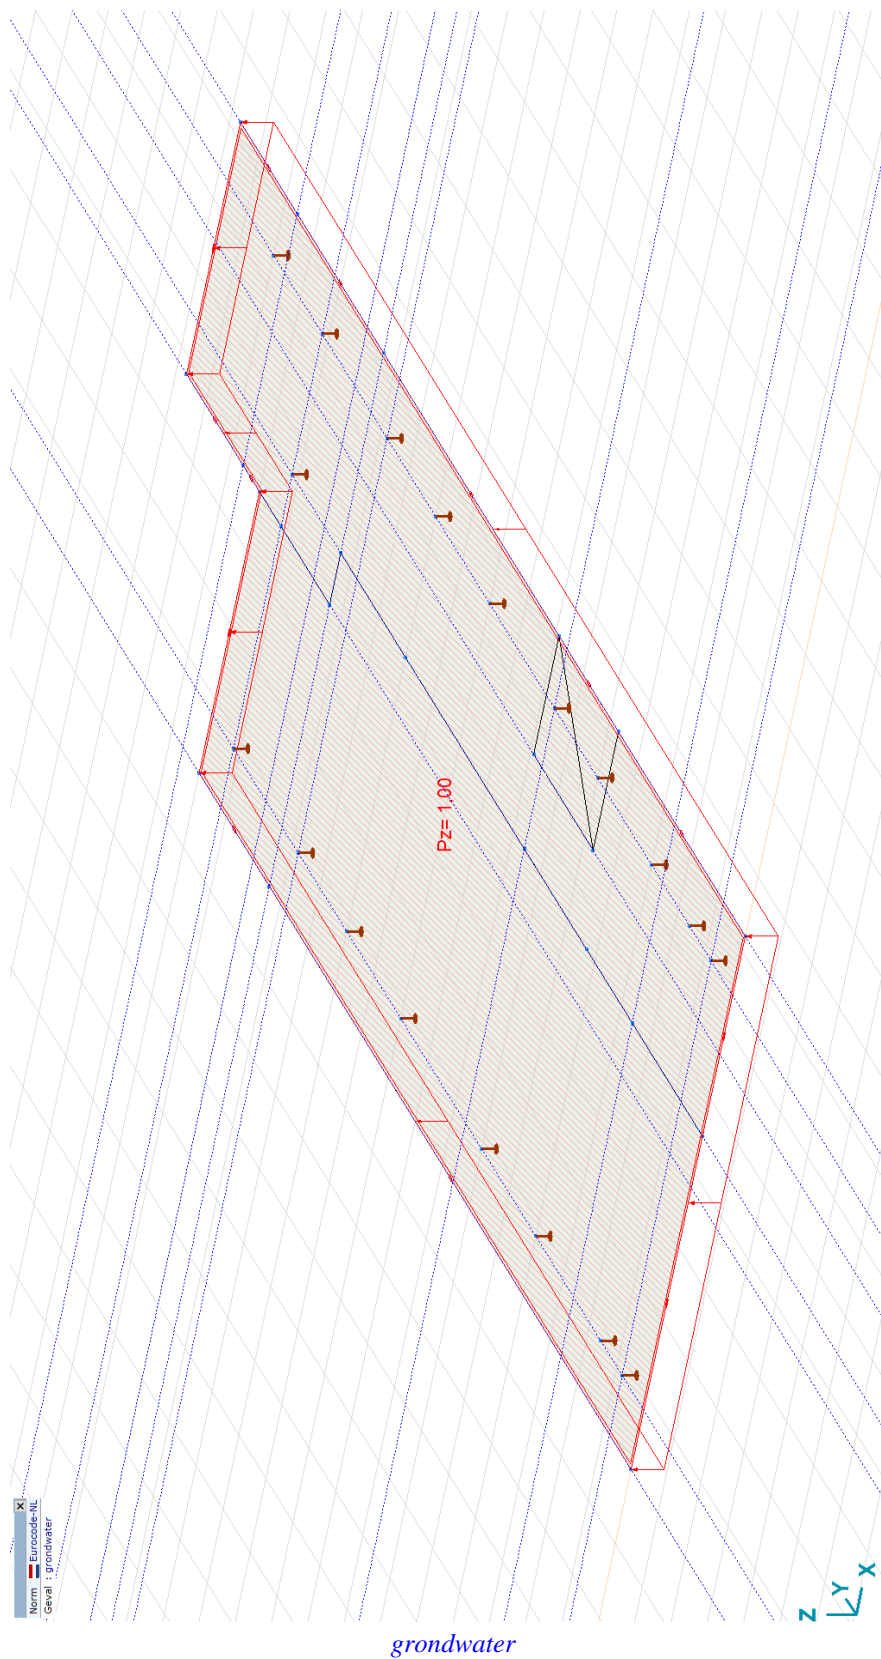 Norm Eurocode-NL
Geval : grondwater
Pz= 1,00
Z
Y
X
grondwater